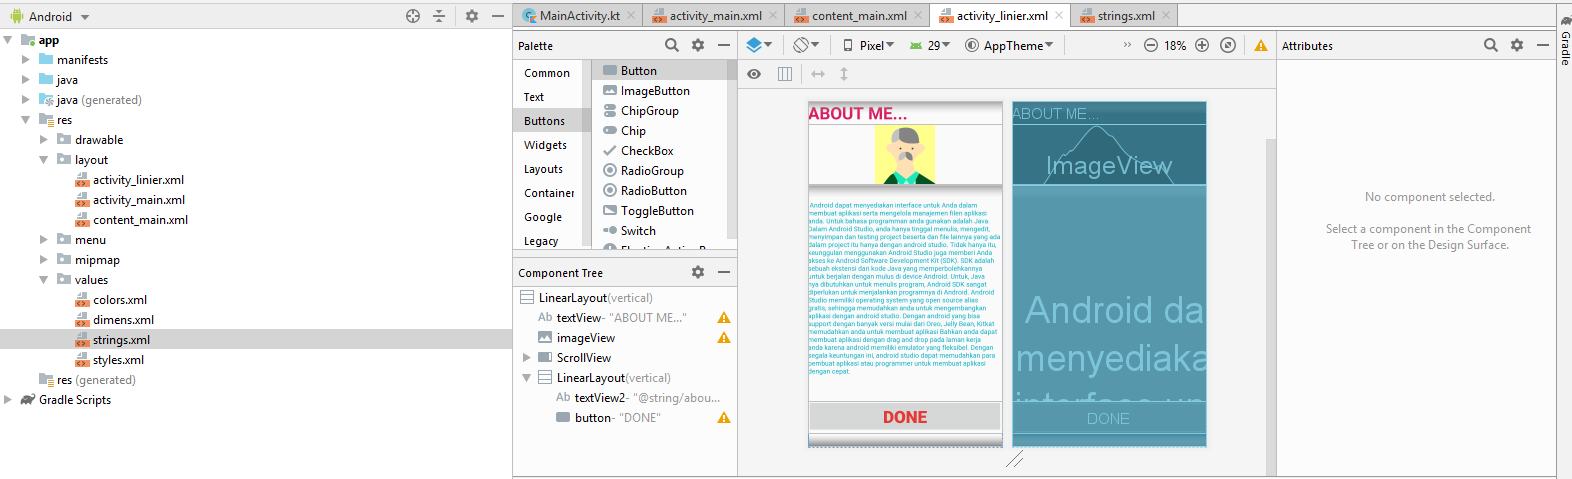 Android
app
manifests
java
java (generated)
res
drawable
layout
activity_linier.xml
activity_main.xml
content_main.xml
menu
mipmap
values
colors.xml
dimens.xml
strings.xml
styles.xml
res (generated)
Gradle Scripts
MainActivity.kt activity_main.xml content_main.xml activity_linier.xml strings.xml
Palette
Common
Text
Buttons
Widgets
Layouts
Container
Google
Legacy
Button
ImageButton
ChipGroup
Chip
CheckBox
RadioGroup
RadioButton
ToggleButton
Switch
Component Tree
LinearLayout(vertical)
Ab textView- "ABOUT ME..."
imageView
ScrollView
LinearLayout(vertical)
Ab textView2- "@string/abou...
button- "DONE"
Pixel 29 AppTheme » 18%
ABOUT ME...
Android dapat menyediakan interface untuk Anda dalam
membuat aplikasi serta mengelola manajemen filen aplikasi
anda. Untuk bahasa programman anda gunakan adalah Java.
Dalam Android Studio, anda hanya tinggal menulis, mengedit,
menyimpan dan testing project beserta dan file lainnya yang ada
dalam project itu hanya dengan android studio. Tidak hanya itu,
keunggulan menggunakan Android Studio juga memberi Anda
akses ke Android Software Development Kit (SDK). SDK adalah
sebuah ekstensi dari kode Java yang memperbolehkannya
untuk berjalan dengan mulus di device Android. Untuk, Java
nya dibutuhkan untuk menulis program, Android SDK sangat
diperlukan untuk menjalankan programnya di Android. Android
Studio memiliki operating system yang open source alias
gratis, sehingga memudahkan anda untuk mengembangkan
aplikasi dengan android studio. Dengan android yang bisa
support dengan banyak versi mulai dari Oreo, Jelly Bean, Kitkat
memudahkan anda untuk membuat aplikasi Bahkan anda dapat
membuat aplikasi dengan drag and drop pada laman kerja
anda karena android memiliki emulator yang fleksibel. Dengan
segala keuntungan ini, android studio dapat memudahkan para
pembuat aplikasi atau programmer untuk membuat aplikasi
dengan cepat.
DONE
ABOUT ME...
ImageView
Android da
menyediaka
DONE
Attributes
No component selected.
Select a component in the Component
Tree or on the Design Surface.
Gradle